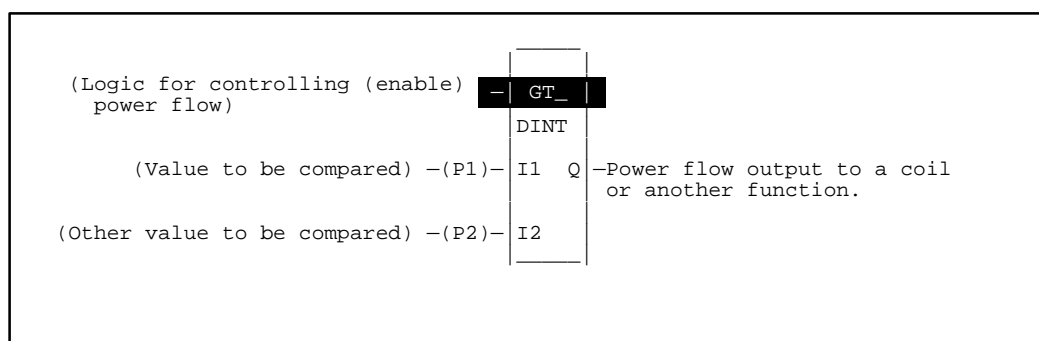 (Logic for controlling (enable) – GT_
power flow)
DINT
(Value to be compared) –(P1)– I1 Q –Power flow output to a coil
or another function.
(Other value to be compared) –(P2)– I2